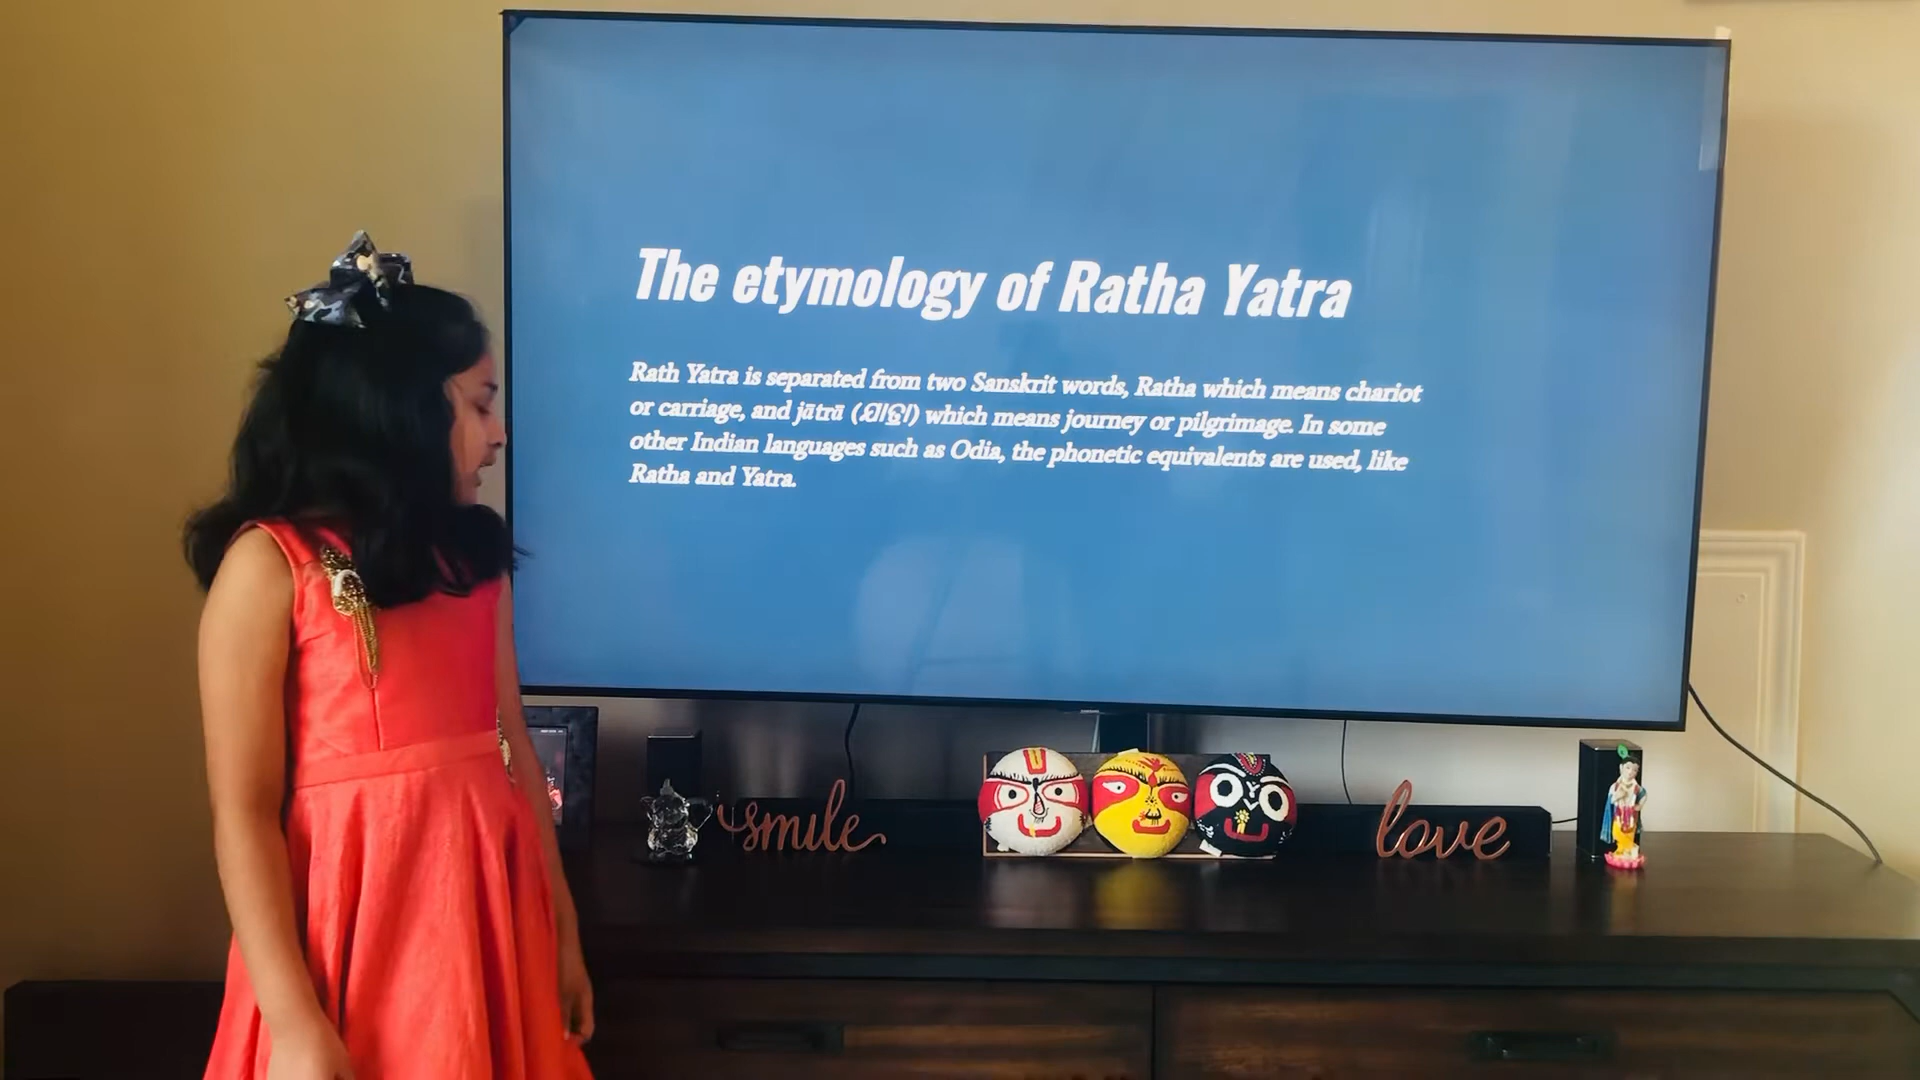 The etymology of Ratha Yatra
Rath Yatra is separated from two Sanskrit words, Ratha which means chariot
or carriage, and jātrā (ଯାତ୍ରା) which means journey or pilgrimage. In some
other Indian languages such as Odia, the phonetic equivalents are used, like
Ratha and Yatra.
smile
love